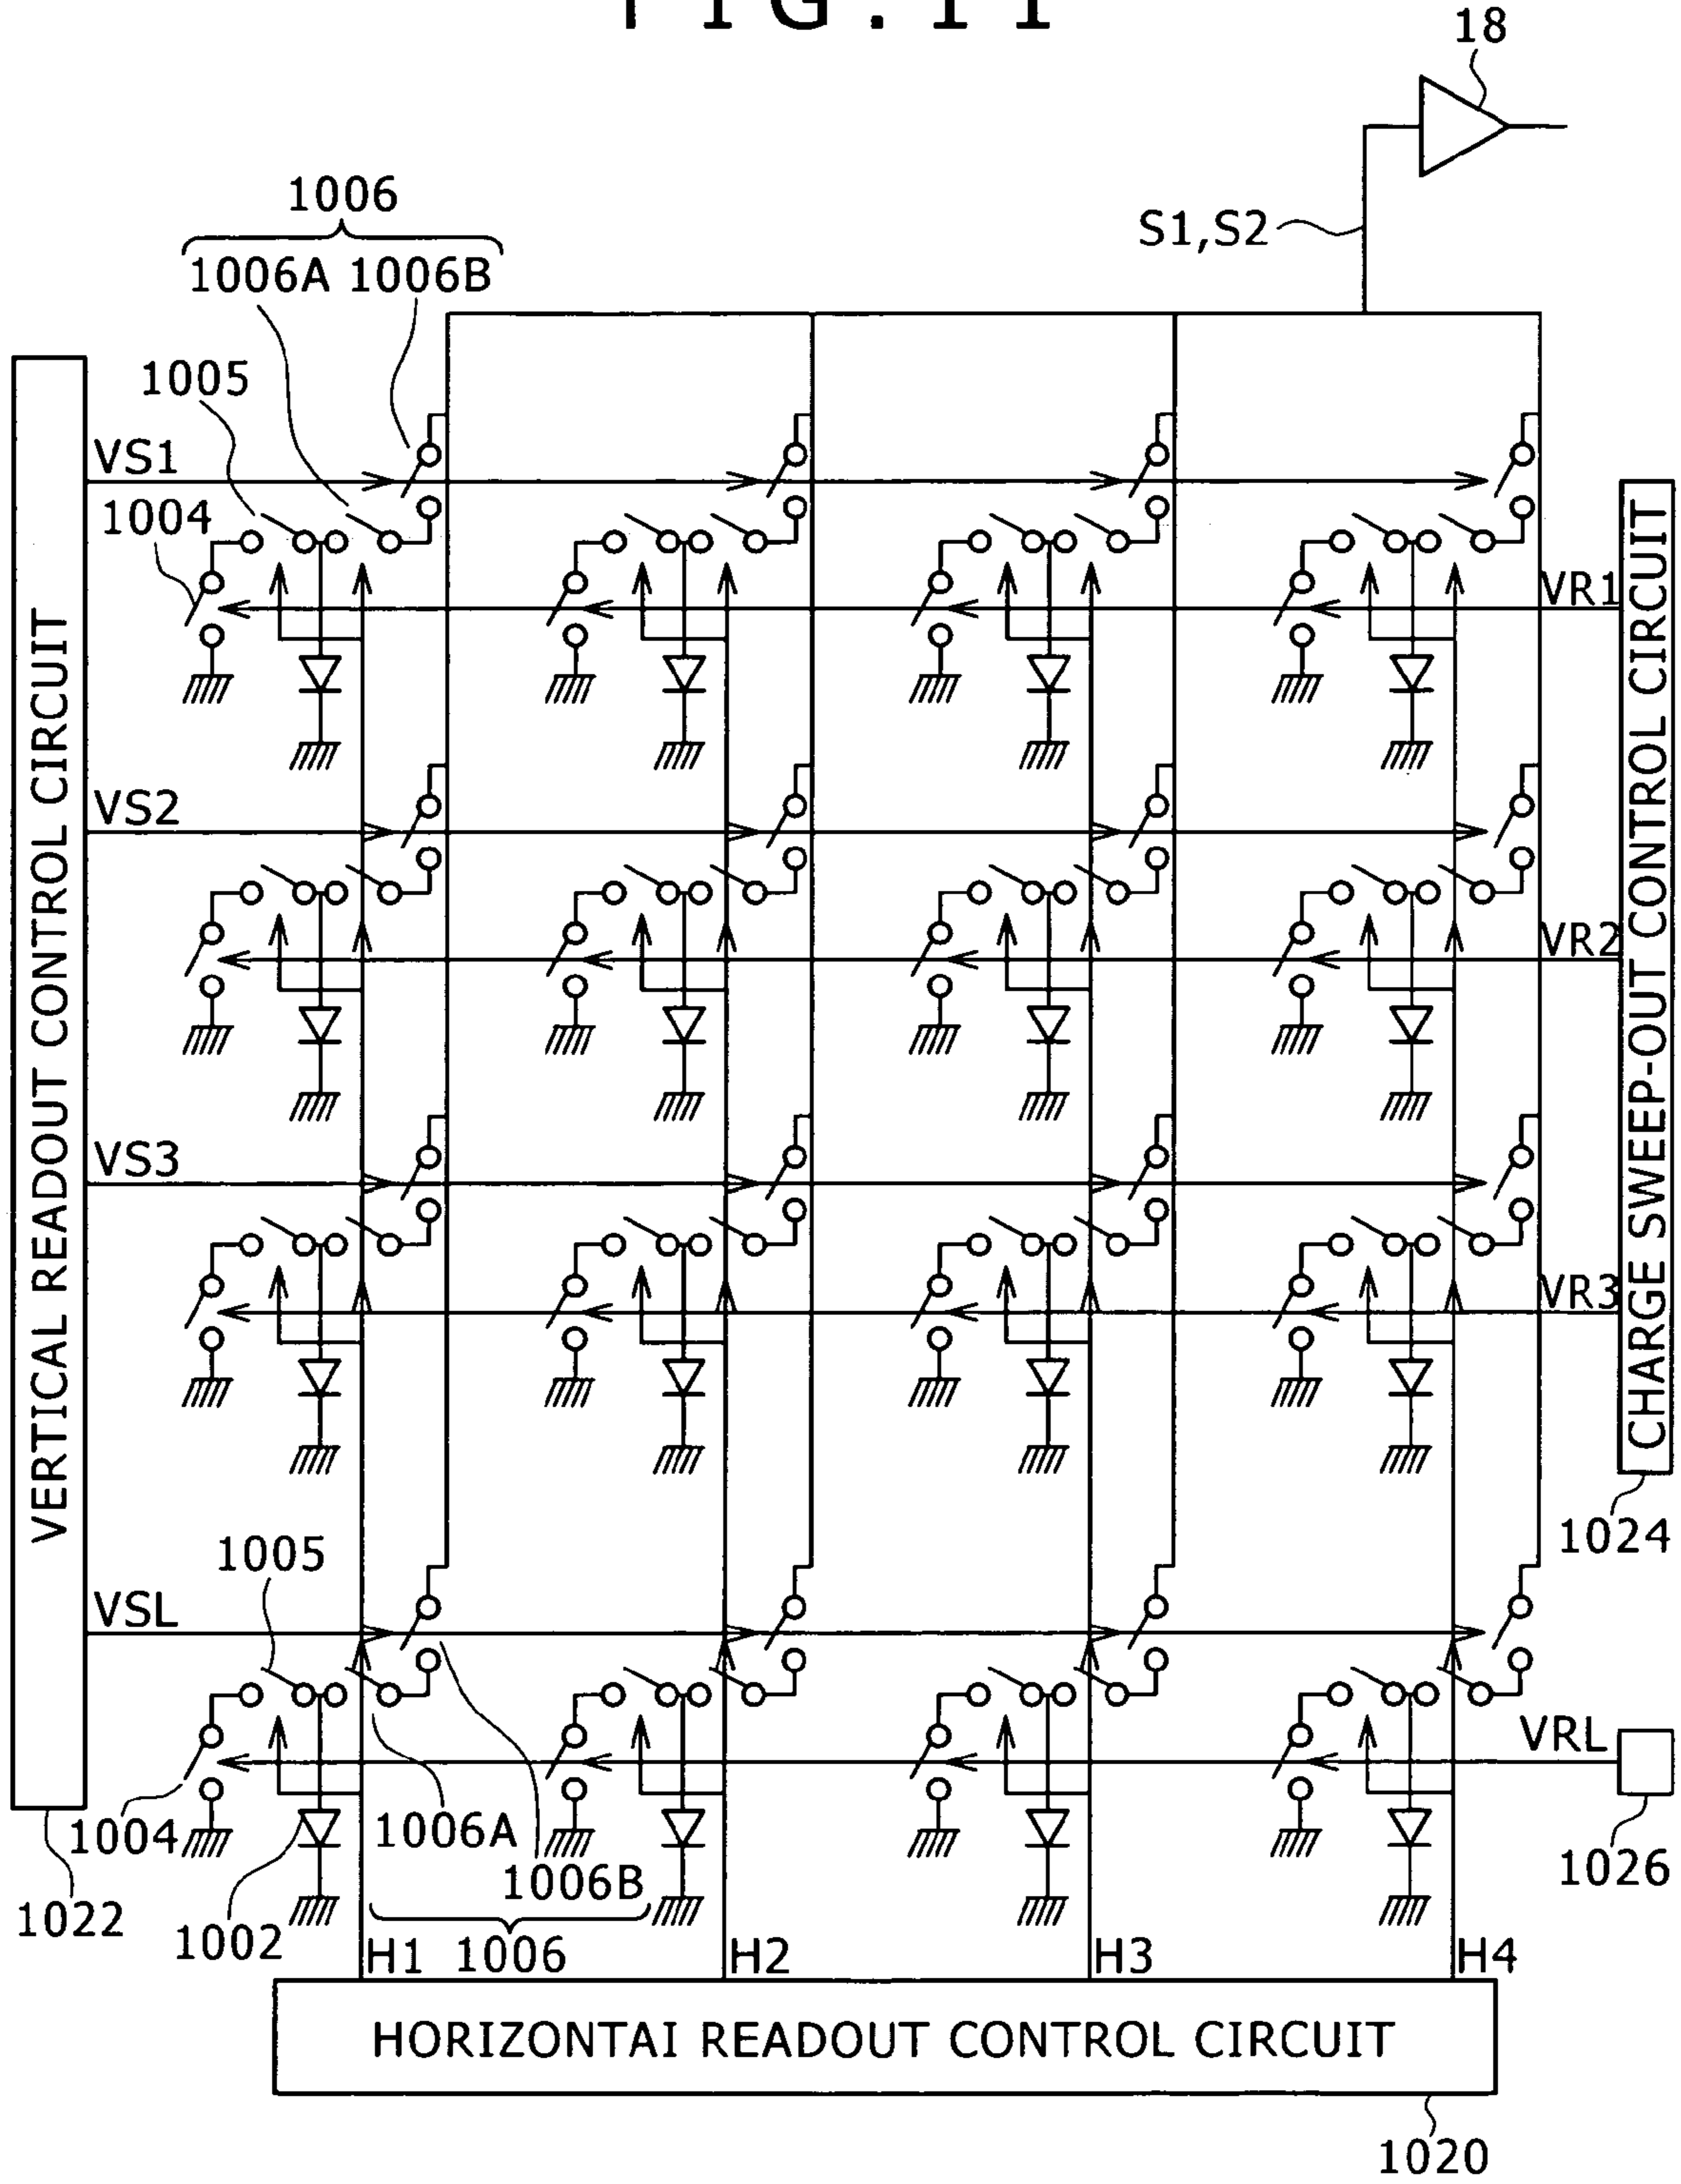 FIG.11
18
S1,S2
1006
1006A 1006B
1005
VS1
1004
VR1
VS2
VR2
VS3
VR3
VERTICAL READOUT CONTROL CIRCUIT
CHARGE SWEEP-OUT CONTROL CIRCUIT
1024
1005
VSL
VRL
1004
1006A
1006B
1026
1022
1002
H1
1006
H2
H3
H4
HORIZONTAI READOUT CONTROL CIRCUIT
1020